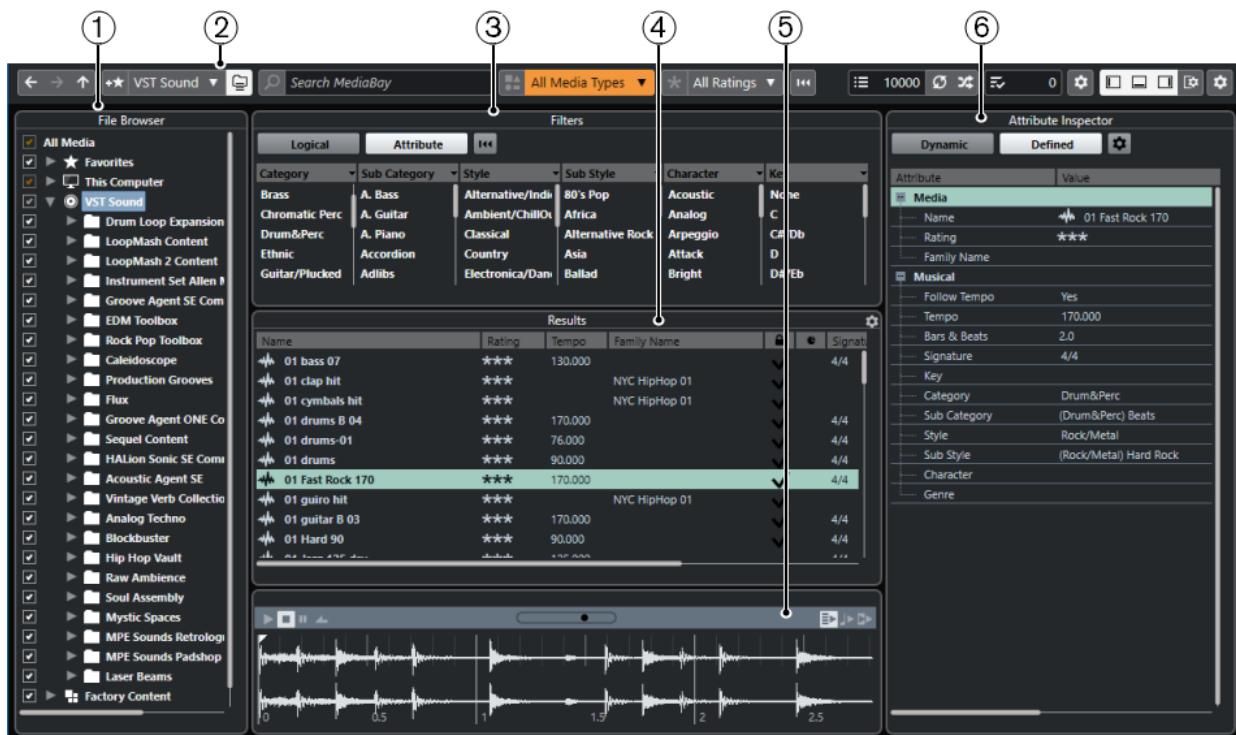 1 2 3 4 5 6
VST Sound
Search MediaBay
All Media Types
All Ratings
10000
0
File Browser
All Media
Favorites
This Computer
VST Sound
Drum Loop Expansion
LoopMash Content
LoopMash 2 Content
Instrument Set Allen
Groove Agent SE Com
EDM Toolbox
Rock Pop Toolbox
Caleidoscope
Production Grooves
Flux
Groove Agent ONE Co
Sequel Content
HALion Sonic SE
Acoustic Agent SE
Vintage Verb Collectio
Analog Techno
Blockbuster
Hip Hop Vault
Raw Ambience
Soul Assembly
Mystic Spaces
MPE Sounds Retrolog
MPE Sounds Padshop
Laser Beams
Factory Content
Filters
Logical Attribute
Category Sub Category Style Sub Style Character
Brass A. Bass Alternative/Indi 80's Pop Acoustic None
Chromatic Perc A. Guitar Ambient/ChillOu Africa Analog C
Drum&Perc A. Piano Classical Alternative Rock Arpeggio C#/Db
Ethnic Accordion Country Asia Attack D
Guitar/Plucked Adlibs Electronica/Dan Ballad Bright D#/Eb
Results
Name Rating Tempo Family Name Signatu
01 bass 07 *** 130.000 4/4
01 clap hit *** NYC HipHop 01
01 cymbals hit *** NYC HipHop 01
01 drums B 04 *** 170.000 4/4
01 drums-01 *** 76.000 4/4
01 drums *** 90.000 4/4
01 Fast Rock 170 *** 170.000 4/4
01 guiro hit *** NYC HipHop 01
01 guitar B 03 *** 170.000 4/4
01 Hard 90 *** 90.000 4/4
0 0.5 1 1.5 2 2.5
Attribute Inspector
Dynamic Defined
Attribute Value
Media
Name 01 Fast Rock 170
Rating ***
Family Name
Musical
Follow Tempo Yes
Tempo 170.000
Bars & Beats 2.0
Signature 4/4
Key
Category Drum&Perc
Sub Category (Drum&Perc) Beats
Style Rock/Metal
Sub Style (Rock/Metal) Hard Rock
Character
Genre